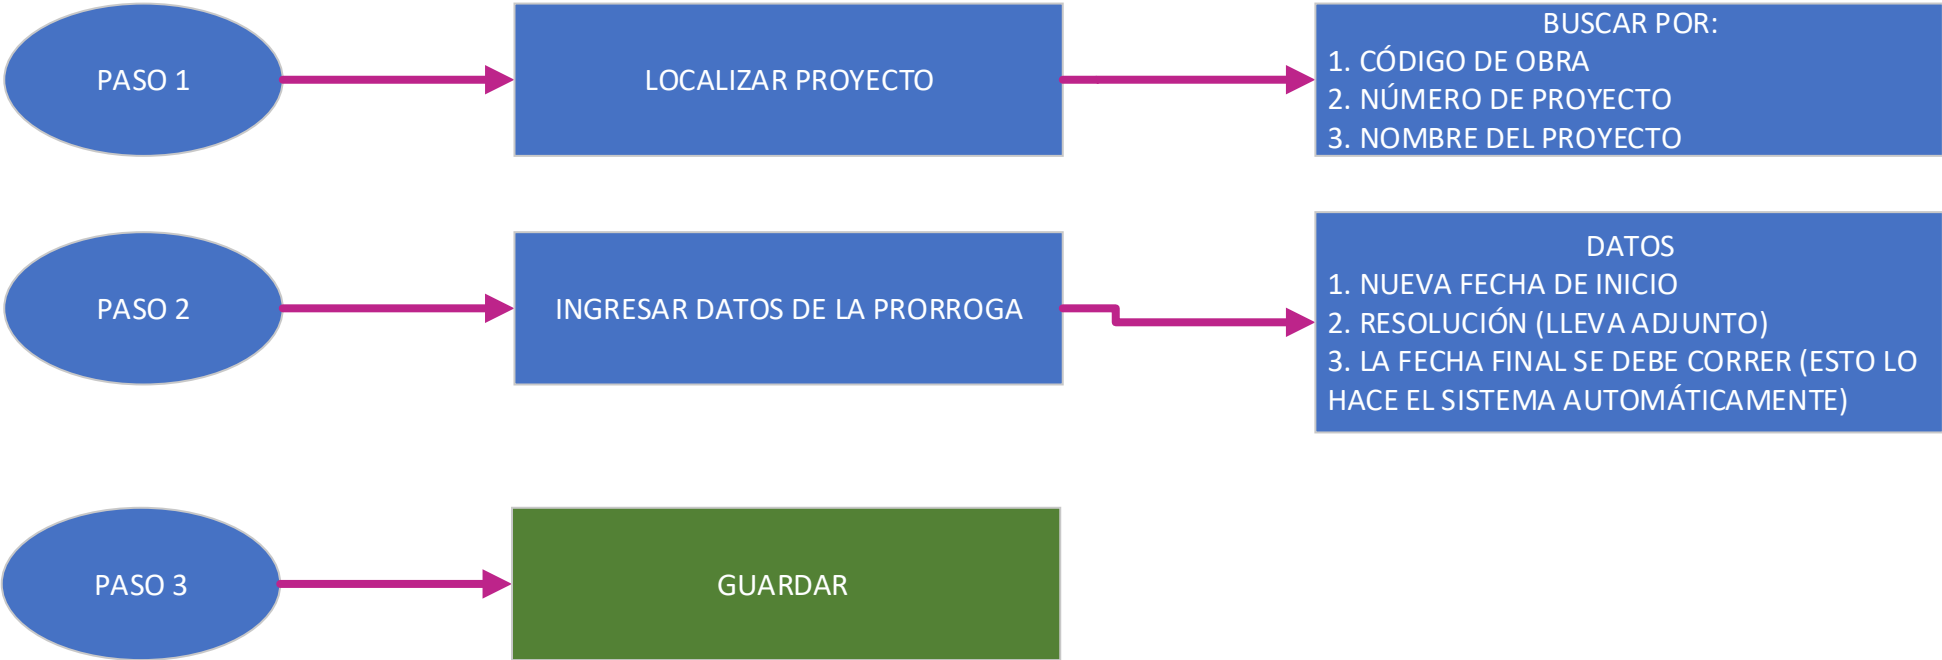 PASO 1
LOCALIZAR PROYECTO
BUSCAR POR:
1. CÓDIGO DE OBRA
2. NÚMERO DE PROYECTO
3. NOMBRE DEL PROYECTO
PASO 2
INGRESAR DATOS DE LA PRORROGA
DATOS
1. NUEVA FECHA DE INICIO
2. RESOLUCIÓN (LLEVA ADJUNTO)
3. LA FECHA FINAL SE DEBE CORRER (ESTO LO
HACE EL SISTEMA AUTOMÁTICAMENTE)
PASO 3
GUARDAR